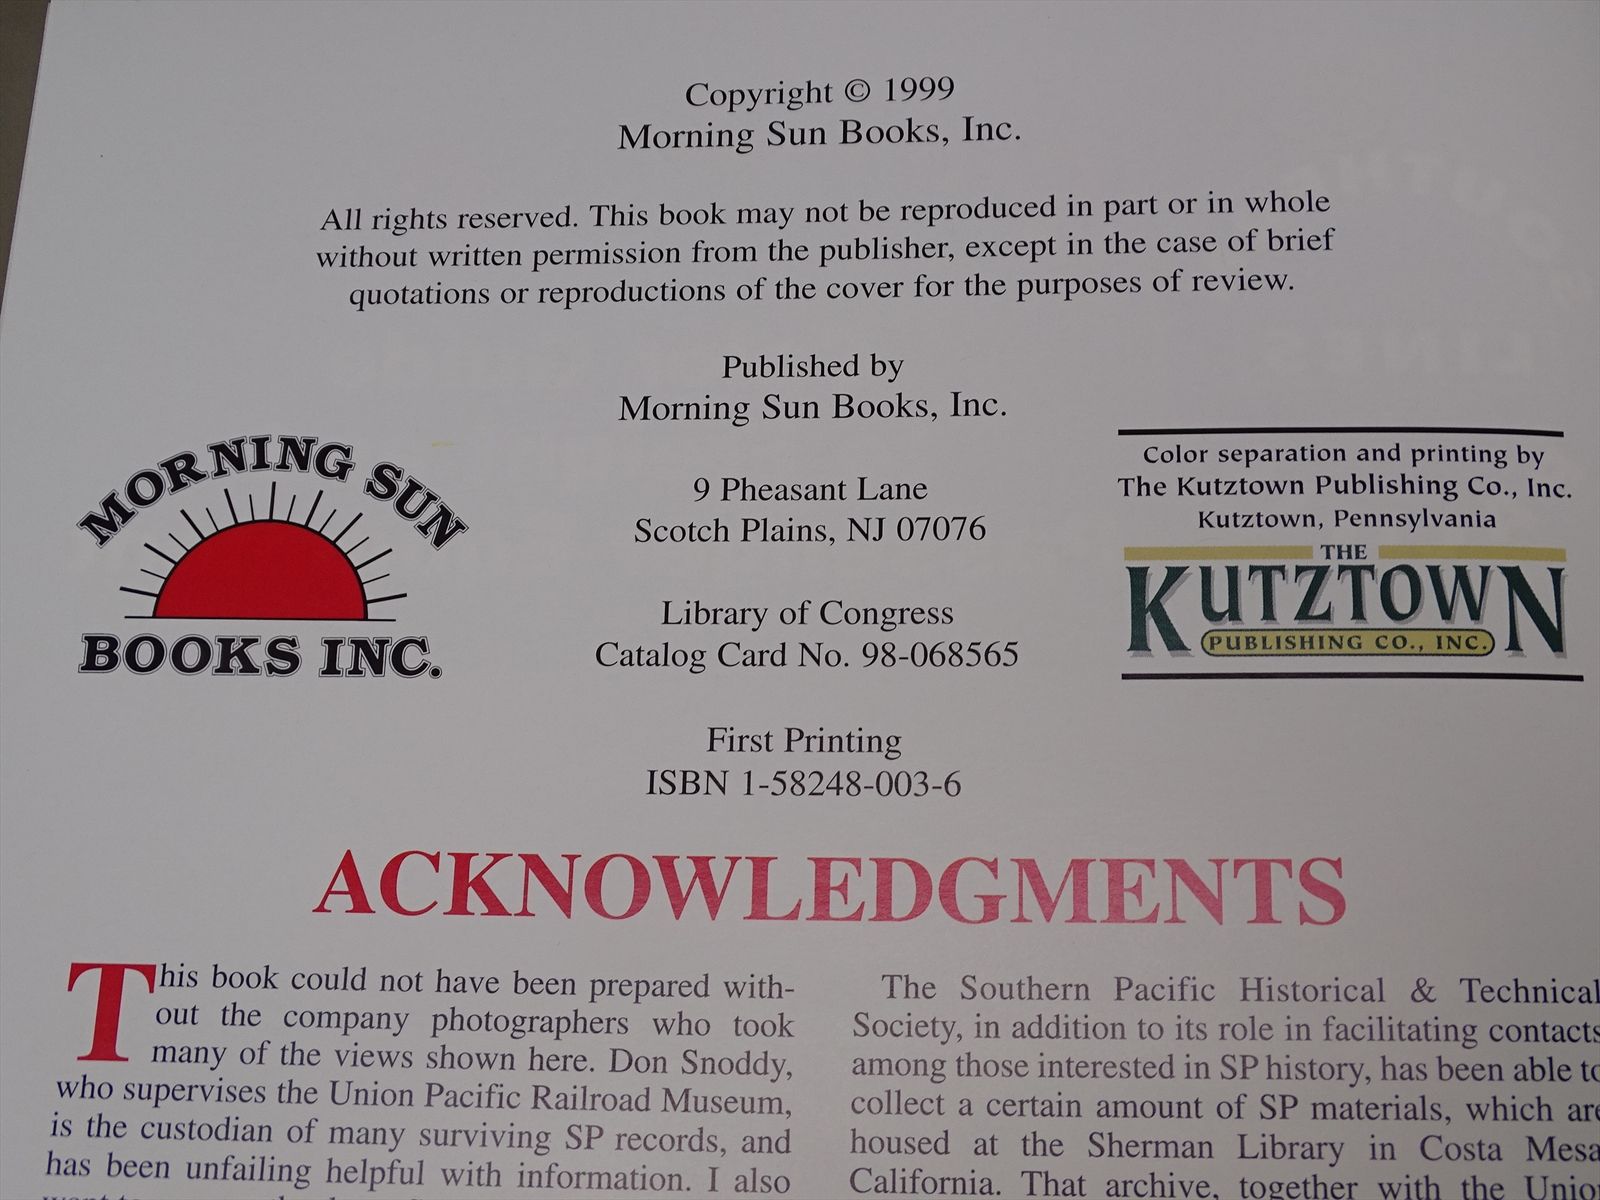 Copyright © 1999
Morning Sun Books, Inc.
All rights reserved. This book may not be reproduced in part or in whole
without written permission from the publisher, except in the case of brief
quotations or reproductions of the cover for the purposes of review.
Published by
Morning Sun Books, Inc.
9 Pheasant Lane
Scotch Plains, NJ 07076
Library of Congress
Catalog Card No. 98-068565
First Printing
ISBN 1-58248-003-6
MORNING SUN
BOOKS INC.
Color separation and printing by
The Kutztown Publishing Co., Inc.
Kutztown, Pennsylvania
THE
KUTZTOWN
PUBLISHING CO., INC.
ACKNOWLEDGMENTS
This book could not have been prepared with-
out the company photographers who took
many of the views shown here. Don Snoddy,
who supervises the Union Pacific Railroad Museum,
is the custodian of many surviving SP records, and
has been unfailing helpful with information. I also
The Southern Pacific Historical & Technical
Society, in addition to its role in facilitating contacts
among those interested in SP history, has been able to
collect a certain amount of SP materials, which are
housed at the Sherman Library in Costa Mesa
California. That archive, together with the Union